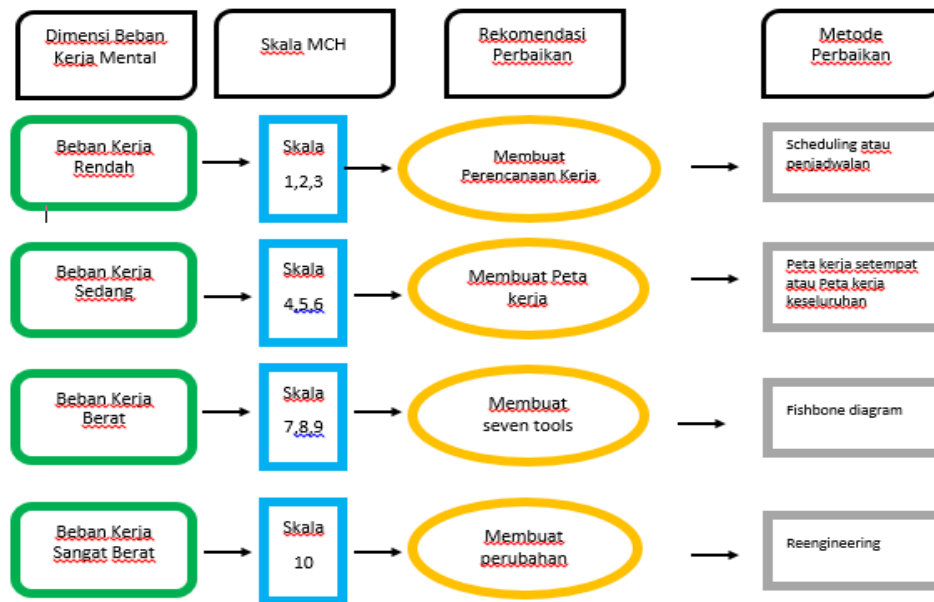 Dimensi Beban
Kerja Mental
Skala MCH
Rekomendasi
Perbaikan
Metode
Perbaikan
Beban Kerja
Rendah
Skala
1,2,3
Membuat
Perencanaan Kerja
Scheduling atau
penjadwalan
Beban Kerja
Sedang
Skala
4,5,6
Membuat Peta
kerja
Peta kerja setempat
atau Peta kerja
keseluruhan
Beban Kerja
Berat
Skala
7,8,9
Membuat
seven tools
Fishbone diagram
Beban Kerja
Sangat Berat
Skala
10
Membuat
perubahan
Reengineering